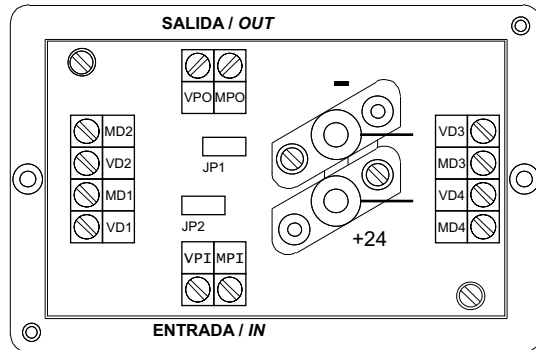 SALIDA / OUT
-
VPO MPO
MD2
VD2
MD1
VD1
JP1
JP2
VD3
MD3
VD4
MD4
+24
VPI MPI
ENTRADA / IN